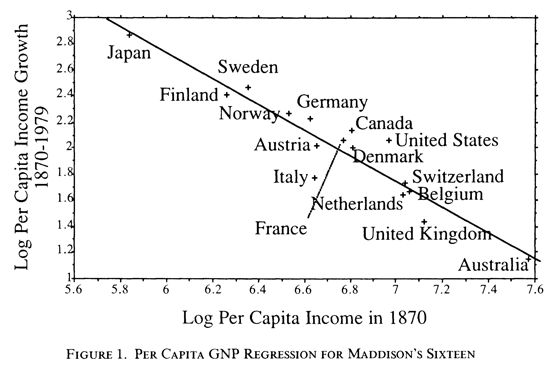 3
2.8
2.6
2.4
2.2
2
1.8
1.6
1.4
1.2
1
Log Per Capita Income Growth
1870-1979
Japan
Sweden
Finland
Norway
Germany
Canada
United States
Austria
Denmark
Italy
Switzerland
Belgium
Netherlands
France
United Kingdom
Australia
5.6 5.8 6 6.2 6.4 6.6 6.8 7 7.2 7.4 7.6
Log Per Capita Income in 1870
FIGURE 1. PER CAPITA GNP REGRESSION FOR MADDISON'S SIXTEEN